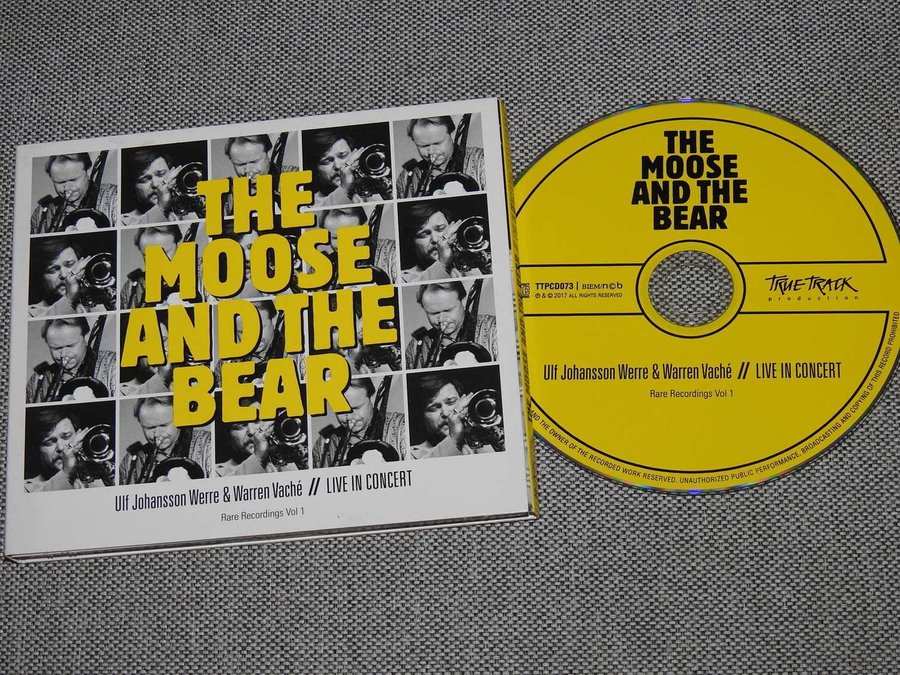 THE
MOOSE
AND THE
BEAR
Ulf Johansson Werre & Warren Vaché // LIVE IN CONCERT
Rare Recordings Vol 1
THE
MOOSE
AND THE
BEAR
TTPCD073 | BIEM/n©b
℗ & © 2017 ALL RIGHTS RESERVED
TRUE TRACK
production
Ulf Johansson Werre & Warren Vaché // LIVE IN CONCERT
Rare Recordings Vol 1
AND THE OWNER OF THE RECORDED WORK RESERVED. UNAUTHORIZED PUBLIC PERFORMANCE, BROADCASTING AND COPYING OF THIS RECORD PROHIBITED